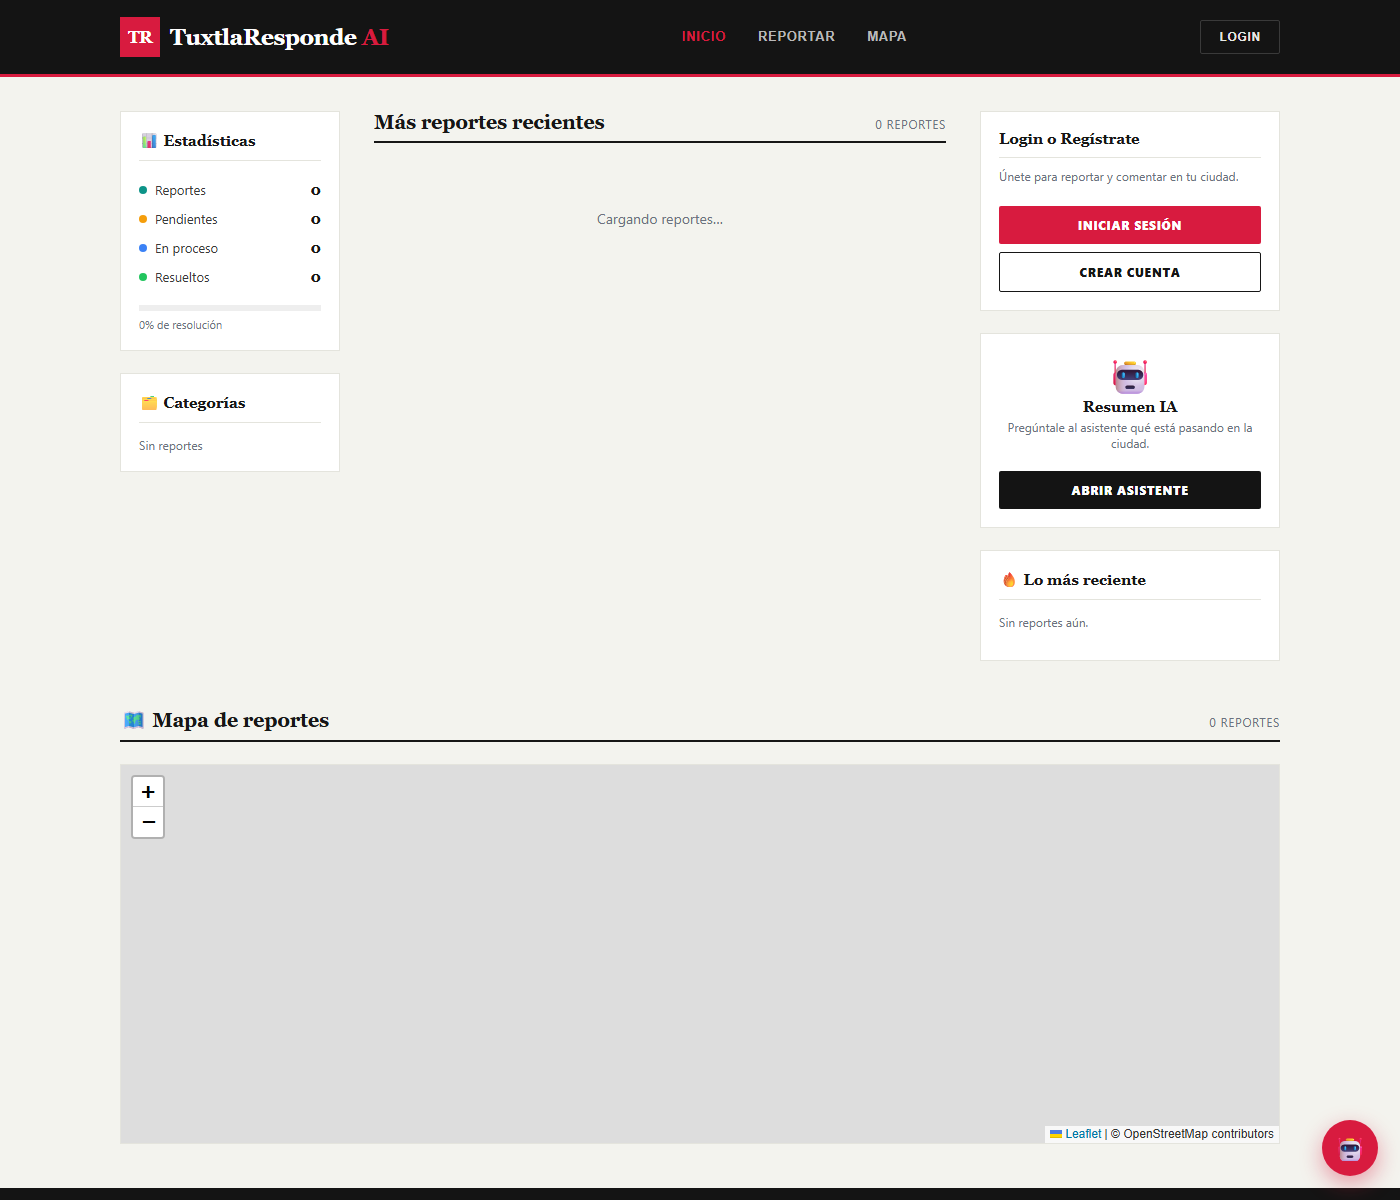 TR TuxtlaResponde AI
INICIO
REPORTAR
MAPA
LOGIN
Estadísticas
Reportes 0
Pendientes 0
En proceso 0
Resueltos 0
0% de resolución
Categorías
Sin reportes
Más reportes recientes
0 REPORTES
Cargando reportes...
Login o Regístrate
Únete para reportar y comentar en tu ciudad.
INICIAR SESIÓN
CREAR CUENTA
Resumen IA
Pregúntale al asistente qué está pasando en la
ciudad.
ABRIR ASISTENTE
Lo más reciente
Sin reportes aún.
Mapa de reportes
0 REPORTES
+
−
Leaflet | © OpenStreetMap contributors